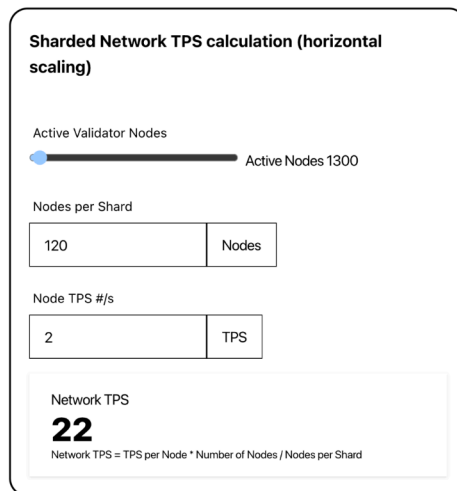 Sharded Network TPS calculation (horizontal
scaling)
Active Validator Nodes
Active Nodes 1300
Nodes per Shard
120 Nodes
Node TPS #/s
2 TPS
Network TPS
22
Network TPS = TPS per Node * Number of Nodes / Nodes per Shard